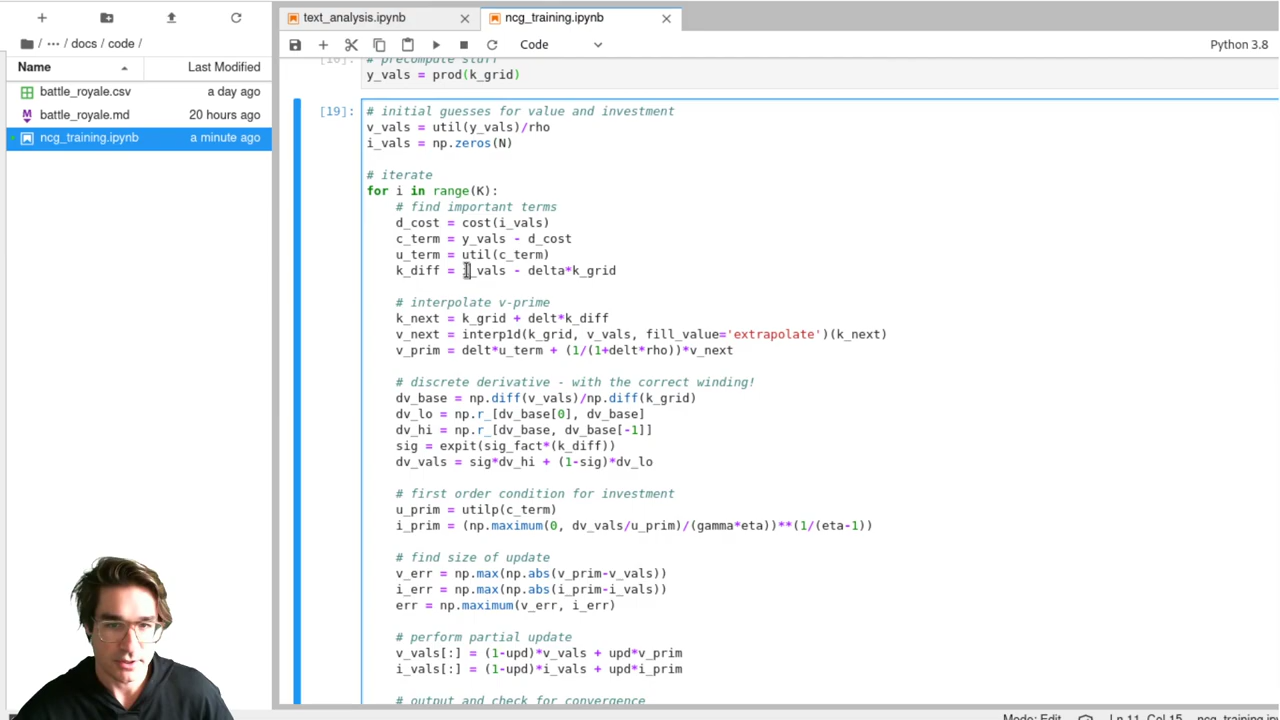 text_analysis.ipynb
ncg_training.ipynb
Code
Python 3.8
/ ··· / docs / code /
Name Last Modified
battle_royale.csv a day ago
battle_royale.md 20 hours ago
ncg_training.ipynb a minute ago
# precompute stuff
y_vals = prod(k_grid)
[19]:
# initial guesses for value and investment
v_vals = util(y_vals)/rho
i_vals = np.zeros(N)
# iterate
for i in range(K):
# find important terms
d_cost = cost(i_vals)
c_term = y_vals - d_cost
u_term = util(c_term)
k_diff = i_vals - delta*k_grid
# interpolate v-prime
k_next = k_grid + delt*k_diff
v_next = interp1d(k_grid, v_vals, fill_value='extrapolate')(k_next)
v_prim = delt*u_term + (1/(1+delt*rho))*v_next
# discrete derivative - with the correct winding!
dv_base = np.diff(v_vals)/np.diff(k_grid)
dv_lo = np.r_[dv_base[0], dv_base]
dv_hi = np.r_[dv_base, dv_base[-1]]
sig = expit(sig_fact*(k_diff))
dv_vals = sig*dv_hi + (1-sig)*dv_lo
# first order condition for investment
u_prim = utilp(c_term)
i_prim = (np.maximum(0, dv_vals/u_prim)/(gamma*eta))**(1/(eta-1))
# find size of update
v_err = np.max(np.abs(v_prim-v_vals))
i_err = np.max(np.abs(i_prim-i_vals))
err = np.maximum(v_err, i_err)
# perform partial update
v_vals[:] = (1-upd)*v_vals + upd*v_prim
i_vals[:] = (1-upd)*i_vals + upd*i_prim
# output and check for convergence
Mode: Edit Ln 11, Col 15 ncg_training.ip